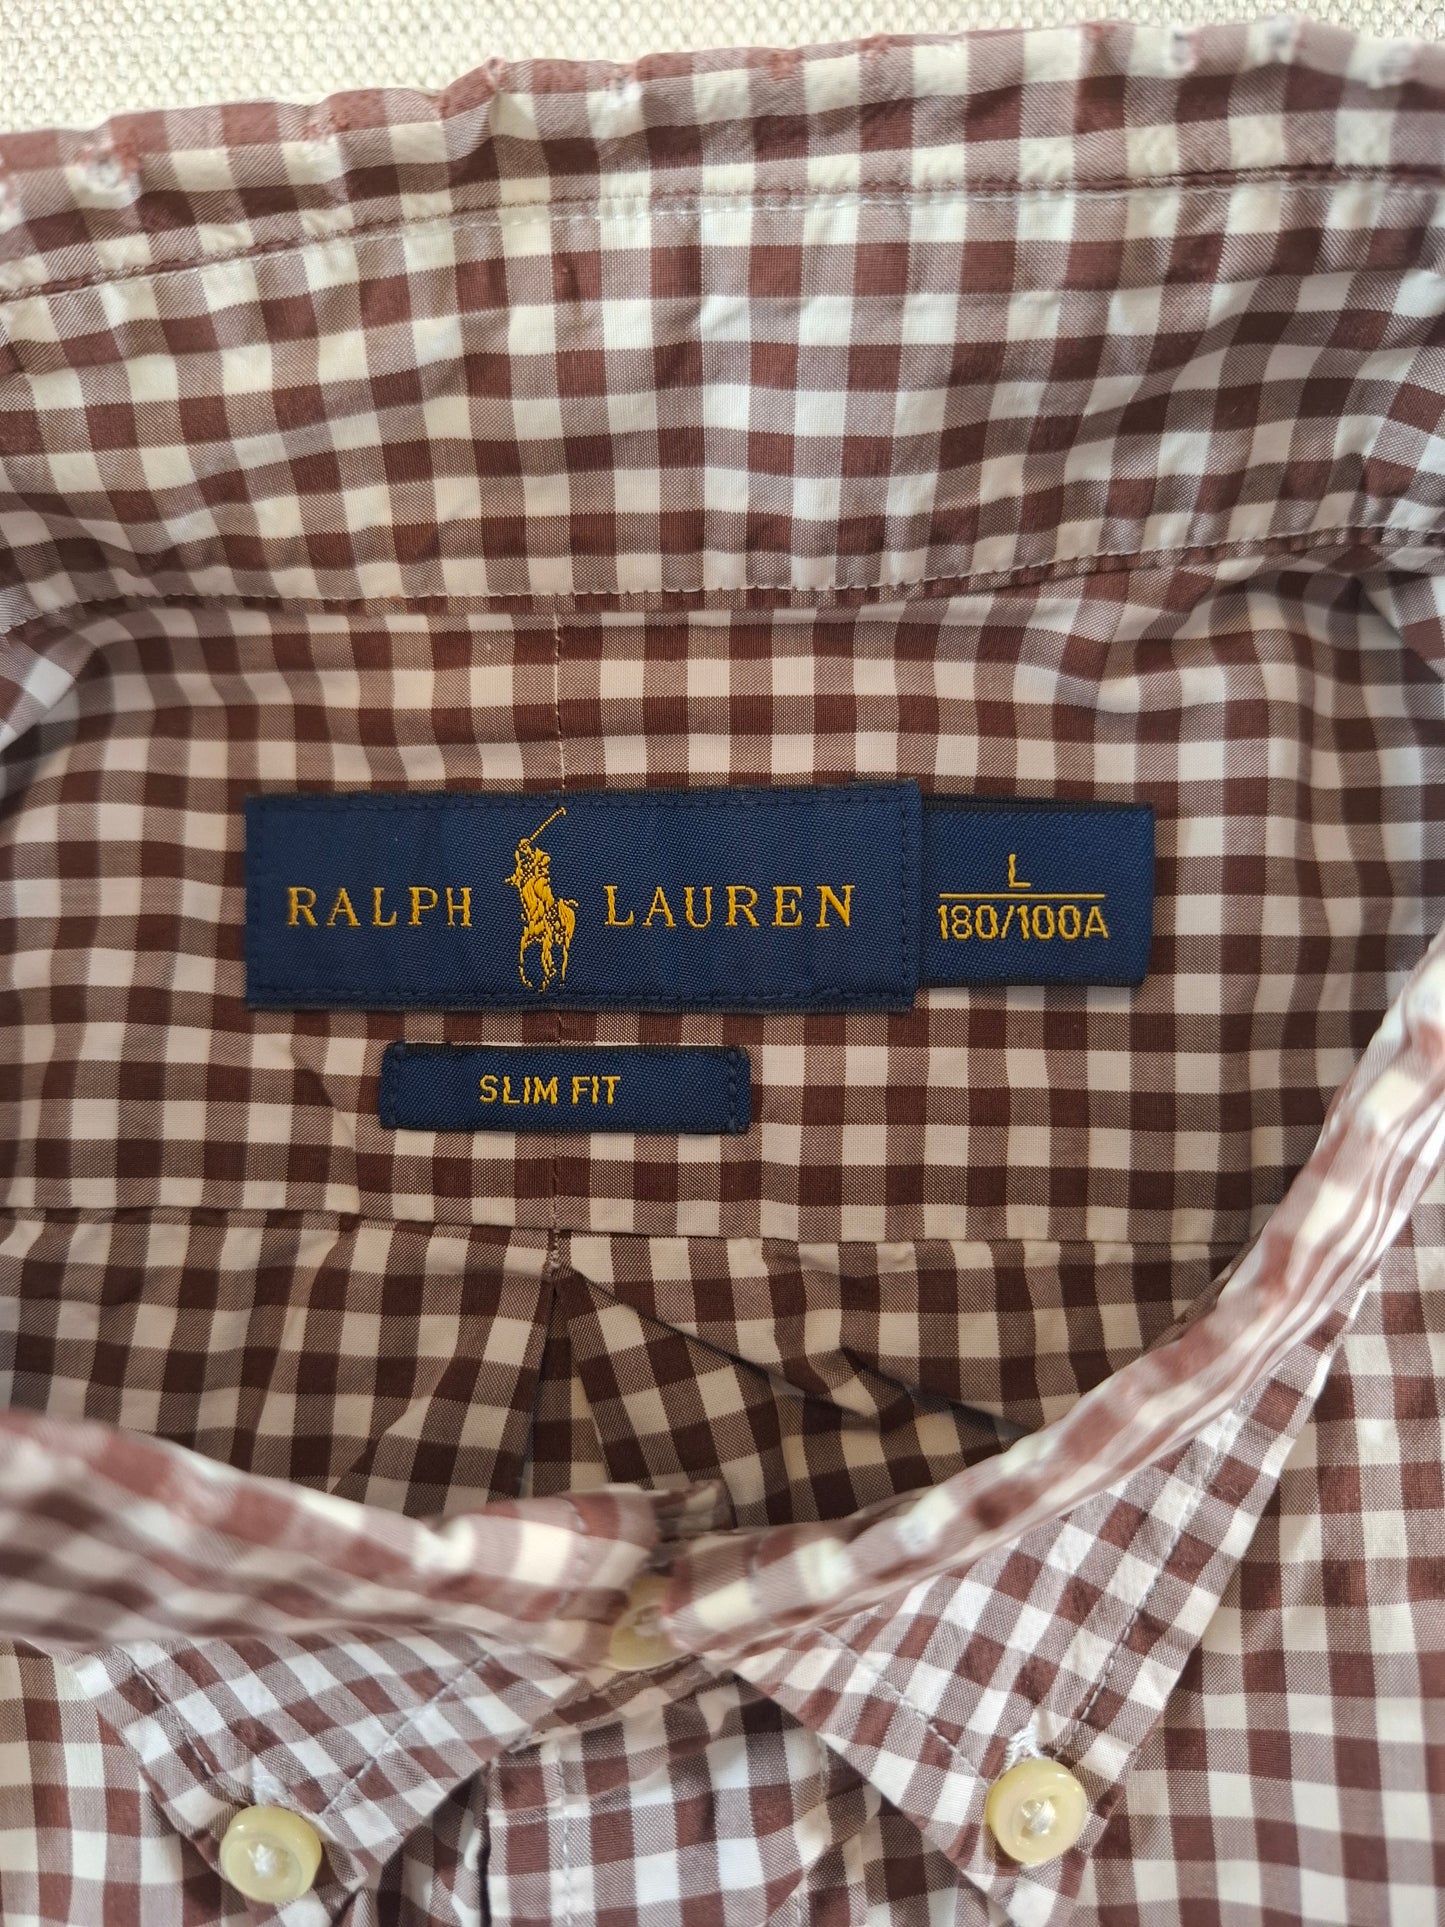 RALPH LAUREN
L
180/100A
SLIM FIT